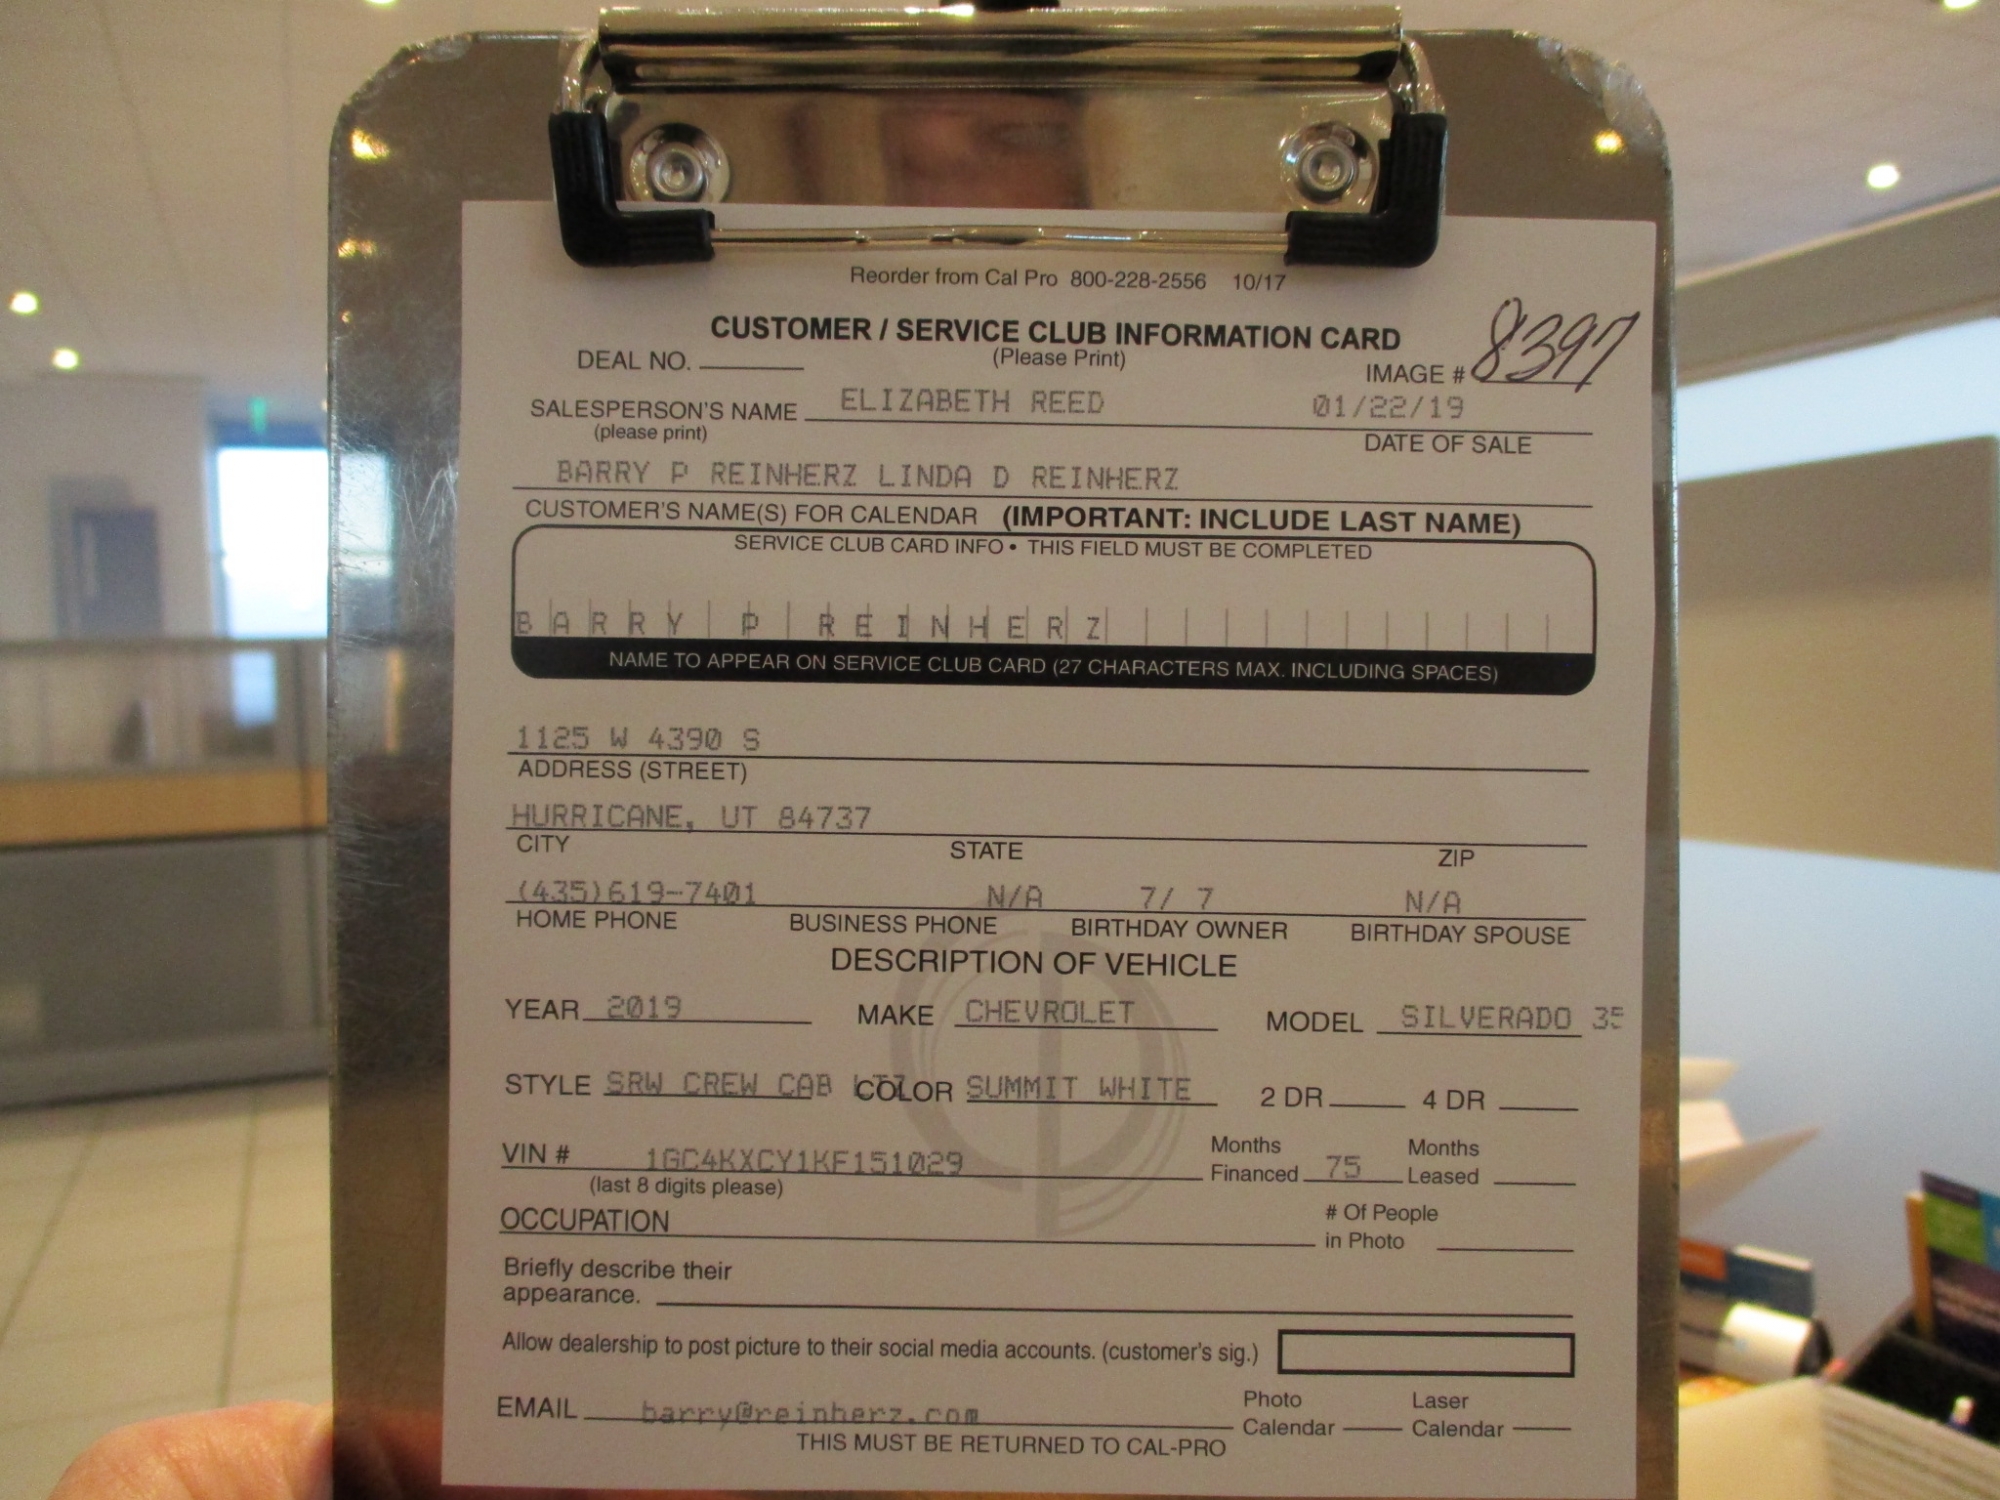 Reorder from Cal Pro 800-228-2556 10/17
CUSTOMER / SERVICE CLUB INFORMATION CARD
(Please Print)
DEAL NO.
IMAGE # 8397
SALESPERSON'S NAME ELIZABETH REED 01/22/19
(please print) DATE OF SALE
BARRY P REINHERZ LINDA D REINHERZ
CUSTOMER'S NAME(S) FOR CALENDAR (IMPORTANT: INCLUDE LAST NAME)
SERVICE CLUB CARD INFO • THIS FIELD MUST BE COMPLETED
BARRY P REINHERZ
NAME TO APPEAR ON SERVICE CLUB CARD (27 CHARACTERS MAX. INCLUDING SPACES)
1125 W 4390 S
ADDRESS (STREET)
HURRICANE, UT 84737
CITY STATE ZIP
(435)619-7401 N/A 7/ 7 N/A
HOME PHONE BUSINESS PHONE BIRTHDAY OWNER BIRTHDAY SPOUSE
DESCRIPTION OF VEHICLE
YEAR 2019 MAKE CHEVROLET MODEL SILVERADO 35
STYLE SRW CREW CAB LTZ COLOR SUMMIT WHITE 2 DR 4 DR
VIN # 1GC4KXCY1KF151029 Months Financed 75 Months Leased
(last 8 digits please)
OCCUPATION # Of People in Photo
Briefly describe their
appearance.
Allow dealership to post picture to their social media accounts. (customer's sig.)
EMAIL barry@reinherz.com Photo Calendar Laser Calendar
THIS MUST BE RETURNED TO CAL-PRO